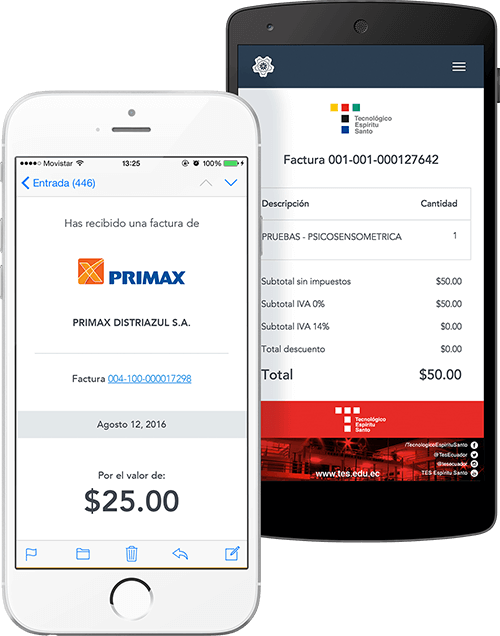 Movistar 13:25 100%
Entrada (446)
Has recibido una factura de
PRIMAX
PRIMAX DISTRIAZUL S.A.
Factura 004-100-000017298
Agosto 12, 2016
Por el valor de:
$25.00
Tecnológico
Espíritu
Santo
Factura 001-001-000127642
Descripción Cantidad
PRUEBAS - PSICOSENSOMETRICA 1
Subtotal sin impuestos $50.00
Subtotal IVA 0% $50.00
Subtotal IVA 14% $0.00
Total descuento $0.00
Total $50.00
Tecnológico
Espíritu
Santo
/TecnologicoEspirituSanto
@TesEcuador
@tesecuador
TES Espiritu Santo
www.tes.edu.ec